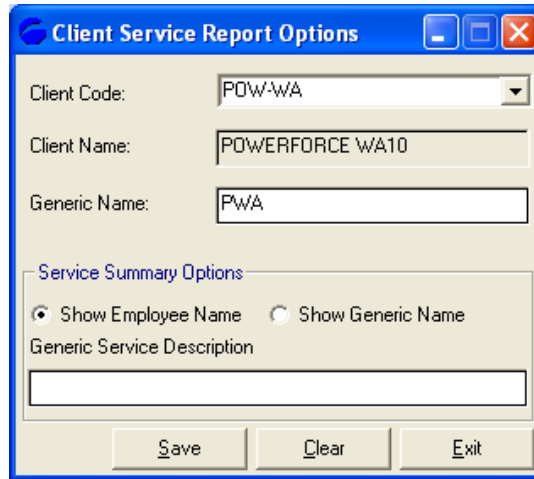 Client Service Report Options
Client Code: POW-WA
Client Name: POWERFORCE WA10
Generic Name: PWA
Service Summary Options
Show Employee Name Show Generic Name
Generic Service Description
Save Clear Exit